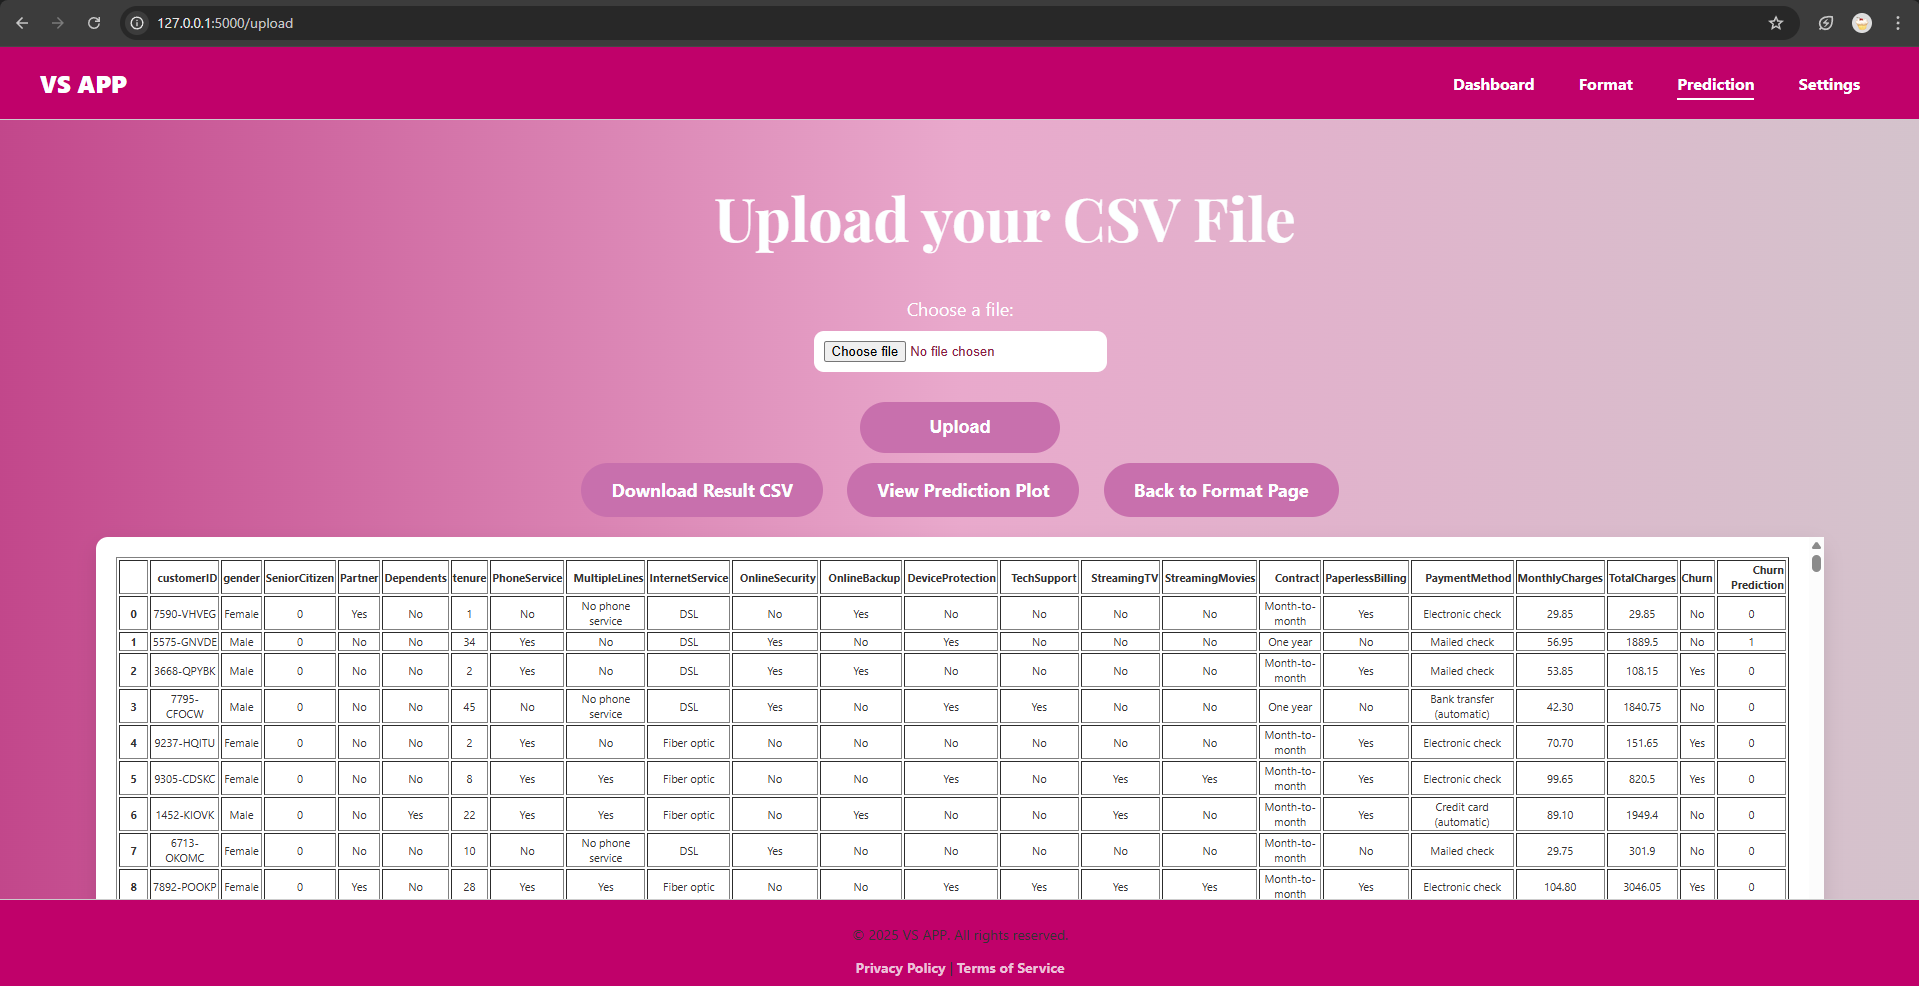 127.0.0.1:5000/upload
VS APP
Dashboard Format Prediction Settings
Upload your CSV File
Choose a file:
Choose file No file chosen
Upload
Download Result CSV View Prediction Plot Back to Format Page
customerID gender SeniorCitizen Partner Dependents tenure PhoneService MultipleLines InternetService OnlineSecurity OnlineBackup DeviceProtection TechSupport StreamingTV StreamingMovies Contract PaperlessBilling PaymentMethod MonthlyCharges TotalCharges Churn Churn Prediction
0 7590-VHVEG Female 0 Yes No 1 No No phone service DSL No Yes No No No No Month-to-month Yes Electronic check 29.85 29.85 No 0
1 5575-GNVDE Male 0 No No 34 Yes No DSL Yes No Yes No No No One year No Mailed check 56.95 1889.5 No 1
2 3668-QPYBK Male 0 No No 2 Yes No DSL Yes Yes No No No No Month-to-month Yes Mailed check 53.85 108.15 Yes 0
3 7795-CFOCW Male 0 No No 45 No No phone service DSL Yes No Yes Yes No No One year No Bank transfer (automatic) 42.30 1840.75 No 0
4 9237-HQITU Female 0 No No 2 Yes No Fiber optic No No No No No No Month-to-month Yes Electronic check 70.70 151.65 Yes 0
5 9305-CDSKC Female 0 No No 8 Yes Yes Fiber optic No No Yes No Yes Yes Month-to-month Yes Electronic check 99.65 820.5 Yes 0
6 1452-KIOVK Male 0 No Yes 22 Yes Yes Fiber optic No Yes No No Yes No Month-to-month Yes Credit card (automatic) 89.10 1949.4 No 0
7 6713-OKOMC Female 0 No No 10 No No phone service DSL Yes No No No No No Month-to-month No Mailed check 29.75 301.9 No 0
8 7892-POOKP Female 0 Yes No 28 Yes Yes Fiber optic No No Yes Yes Yes Yes Month-to-month Yes Electronic check 104.80 3046.05 Yes 0
© 2025 VS APP. All rights reserved.
Privacy Policy | Terms of Service